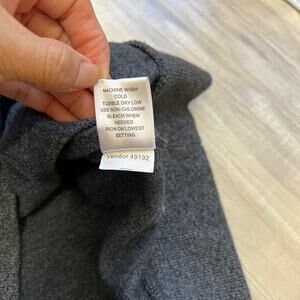 MACHINE WASH
COLD
TUMBLE DRY LOW
USE NON-CHLORINE
BLEACH WHEN
NEEDED
IRON ON LOWEST
SETTING
Vendor 49192